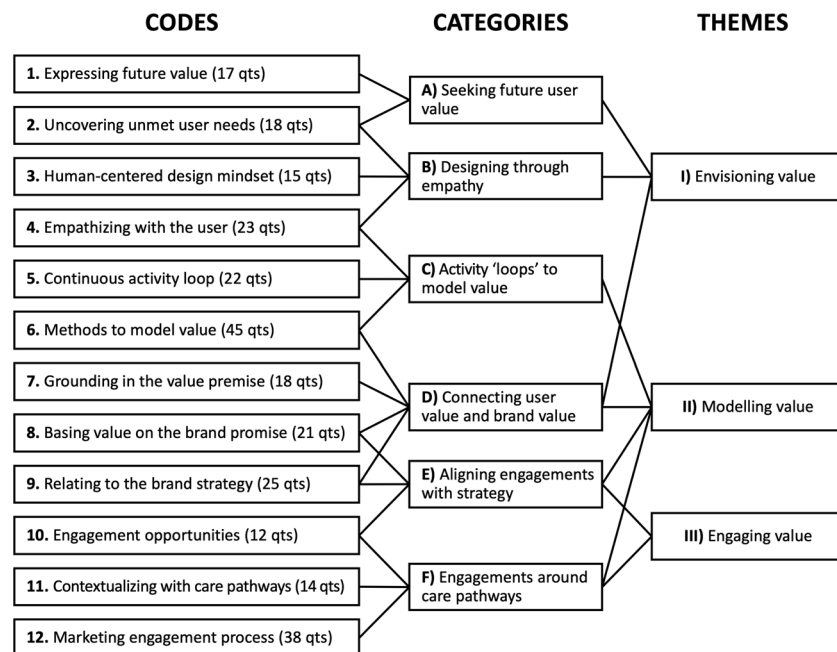 CODES
CATEGORIES
THEMES
1. Expressing future value (17 qts)
2. Uncovering unmet user needs (18 qts)
3. Human-centered design mindset (15 qts)
4. Empathizing with the user (23 qts)
5. Continuous activity loop (22 qts)
6. Methods to model value (45 qts)
7. Grounding in the value premise (18 qts)
8. Basing value on the brand promise (21 qts)
9. Relating to the brand strategy (25 qts)
10. Engagement opportunities (12 qts)
11. Contextualizing with care pathways (14 qts)
12. Marketing engagement process (38 qts)
A) Seeking future user
value
B) Designing through
empathy
C) Activity ‘loops’ to
model value
D) Connecting user
value and brand value
E) Aligning engagements
with strategy
F) Engagements around
care pathways
I) Envisioning value
II) Modelling value
III) Engaging value